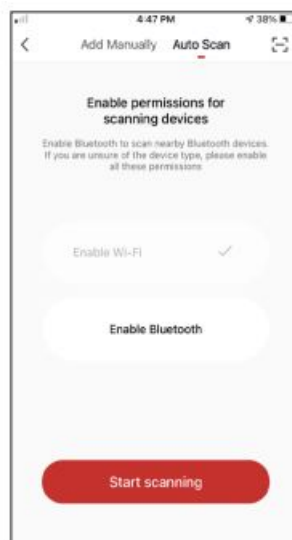 4:47 PM 38%
Add Manually Auto Scan
Enable permissions for
scanning devices
Enable Bluetooth to scan nearby Bluetooth devices.
If you are unsure of the device type, please enable
all these permissions
Enable Wi-Fi
Enable Bluetooth
Start scanning